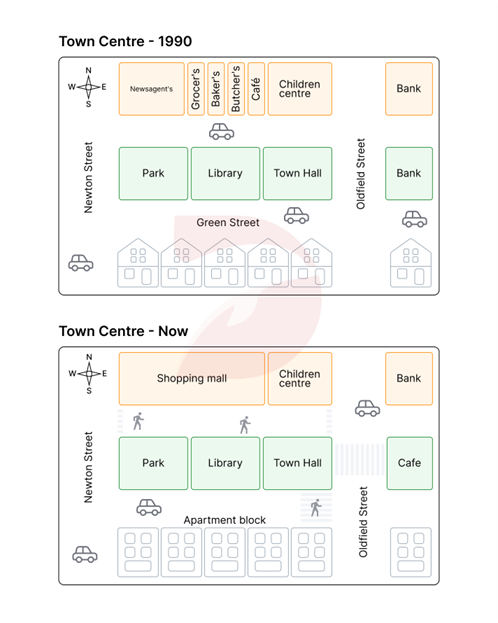 Town Centre - 1990
N
W E
S
Newsagent's
Grocer's
Baker's
Butcher's
Café
Children
centre
Bank
Newton Street
Oldfield Street
Park
Library
Town Hall
Bank
Green Street
Town Centre - Now
N
W E
S
Shopping mall
Children
centre
Bank
Newton Street
Park
Library
Town Hall
Cafe
Oldfield Street
Apartment block